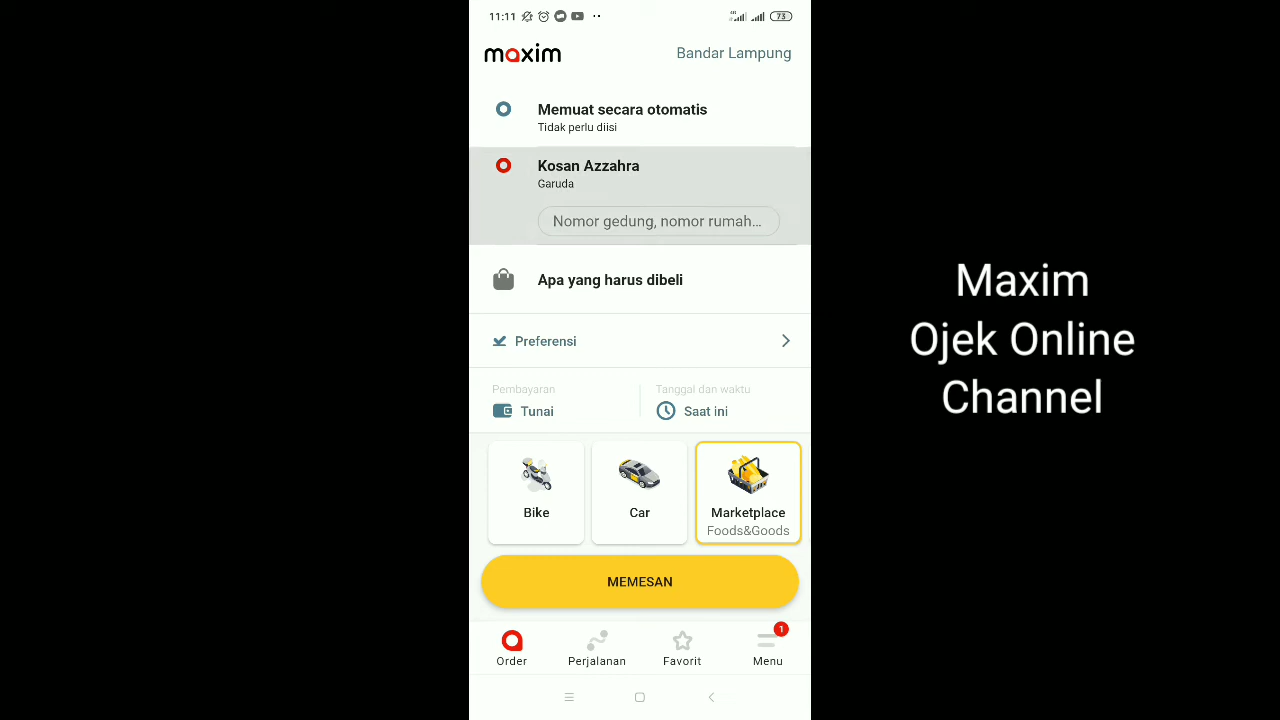 11:11
73
maxim
Bandar Lampung
Memuat secara otomatis
Tidak perlu diisi
Kosan Azzahra
Garuda
Nomor gedung, nomor rumah...
Apa yang harus dibeli
Preferensi
Pembayaran
Tunai
Tanggal dan waktu
Saat ini
Bike
Car
Marketplace
Foods&Goods
MEMESAN
Order
Perjalanan
Favorit
1
Menu
Maxim
Ojek Online
Channel